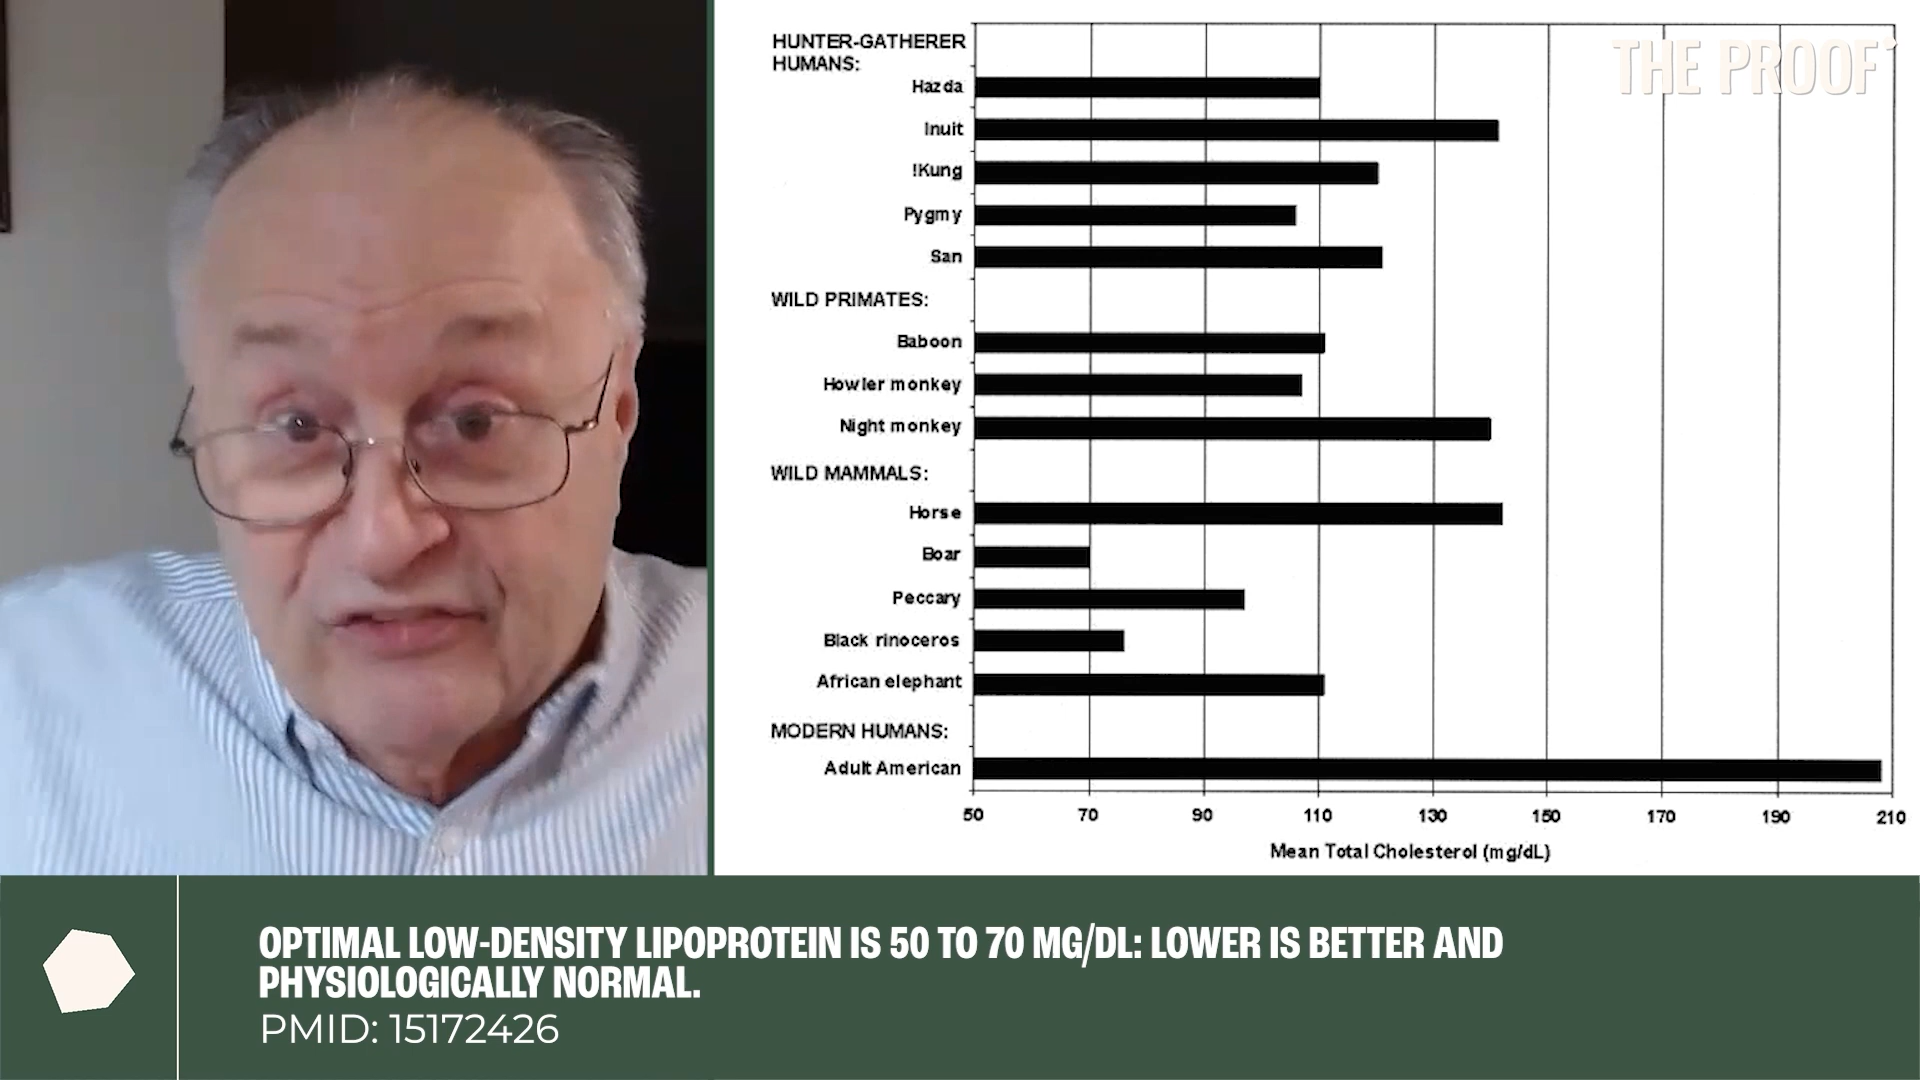 THE PROOF
HUNTER-GATHERER
HUMANS:
Hazda
Inuit
!Kung
Pygmy
San
WILD PRIMATES:
Baboon
Howler monkey
Night monkey
WILD MAMMALS:
Horse
Boar
Peccary
Black rinoceros
African elephant
MODERN HUMANS:
Adult American
50 70 90 110 130 150 170 190 210
Mean Total Cholesterol (mg/dL)
OPTIMAL LOW-DENSITY LIPOPROTEIN IS 50 TO 70 MG/DL: LOWER IS BETTER AND
PHYSIOLOGICALLY NORMAL.
PMID: 15172426